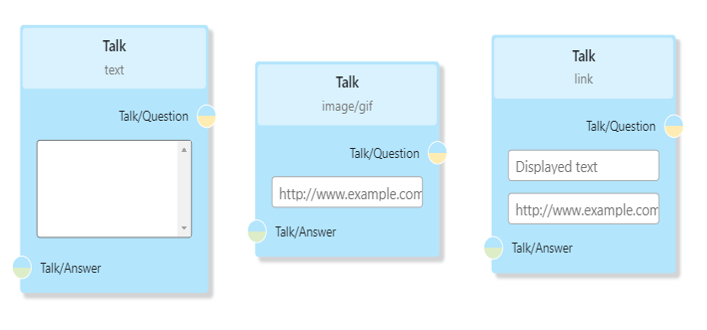 Talk
text
Talk/Question
Talk/Answer
Talk
image/gif
Talk/Question
http://www.example.com
Talk/Answer
Talk
link
Talk/Question
Displayed text
http://www.example.com
Talk/Answer